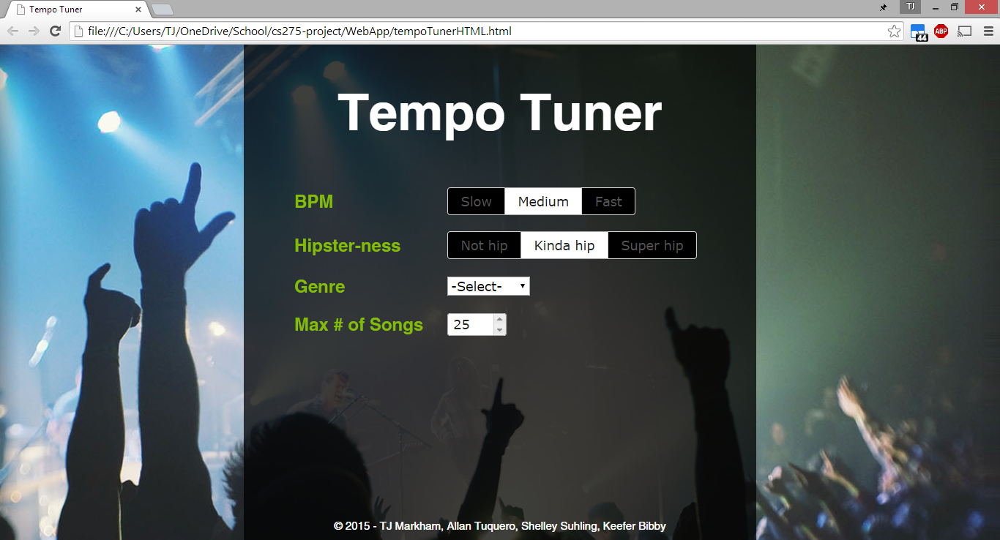 Tempo Tuner
TJ
file:///C:/Users/TJ/OneDrive/School/cs275-project/WebApp/tempoTunerHTML.html
44
ABP
Tempo Tuner
BPM Slow Medium Fast
Hipster-ness Not hip Kinda hip Super hip
Genre -Select-
Max # of Songs 25
© 2015 - TJ Markham, Allan Tuquero, Shelley Suhling, Keefer Bibby